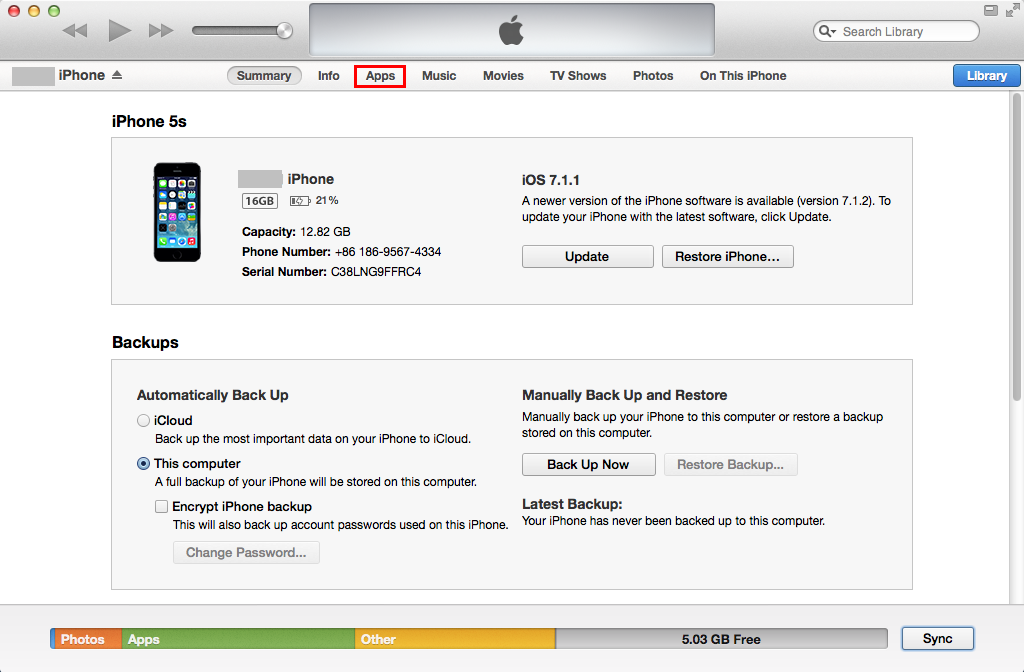 Search Library
iPhone
Summary Info Apps Music Movies TV Shows Photos On This iPhone Library
iPhone 5s
iPhone
16GB 21%
Capacity: 12.82 GB
Phone Number: +86 186-9567-4334
Serial Number: C38LNG9FFRC4
iOS 7.1.1
A newer version of the iPhone software is available (version 7.1.2). To
update your iPhone with the latest software, click Update.
Update Restore iPhone...
Backups
Automatically Back Up
iCloud
Back up the most important data on your iPhone to iCloud.
This computer
A full backup of your iPhone will be stored on this computer.
Encrypt iPhone backup
This will also back up account passwords used on this iPhone.
Change Password...
Manually Back Up and Restore
Manually back up your iPhone to this computer or restore a backup
stored on this computer.
Back Up Now Restore Backup...
Latest Backup:
Your iPhone has never been backed up to this computer.
Photos Apps Other 5.03 GB Free Sync